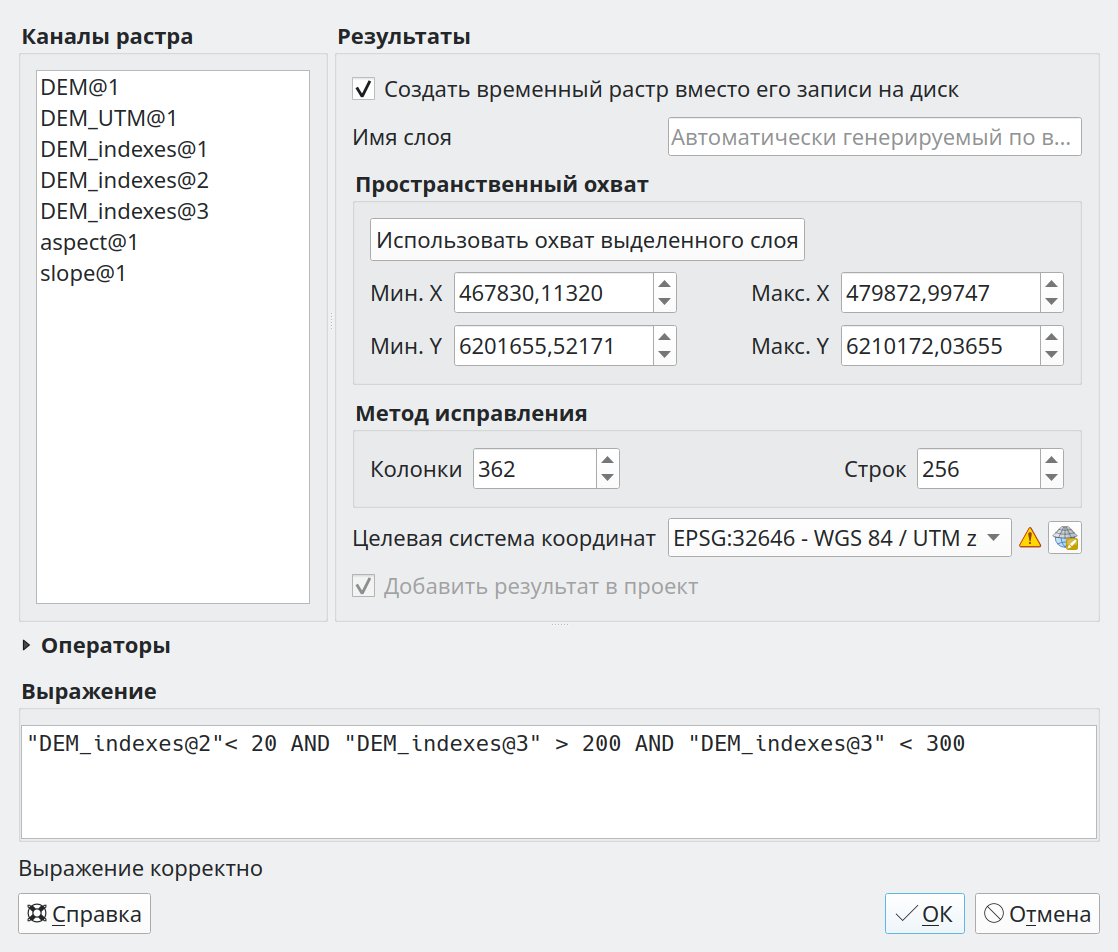 Каналы растра
DEM@1
DEM_UTM@1
DEM_indexes@1
DEM_indexes@2
DEM_indexes@3
aspect@1
slope@1
Результаты
Создать временный растр вместо его записи на диск
Имя слоя Автоматически генерируемый по в...
Пространственный охват
Использовать охват выделенного слоя
Мин. X 467830,11320 Макс. X 479872,99747
Мин. Y 6201655,52171 Макс. Y 6210172,03655
Метод исправления
Колонки 362 Строк 256
Целевая система координат EPSG:32646 - WGS 84 / UTM z
Добавить результат в проект
Операторы
Выражение
"DEM_indexes@2"< 20 AND "DEM_indexes@3" > 200 AND "DEM_indexes@3" < 300
Выражение корректно
Справка ОК Отмена